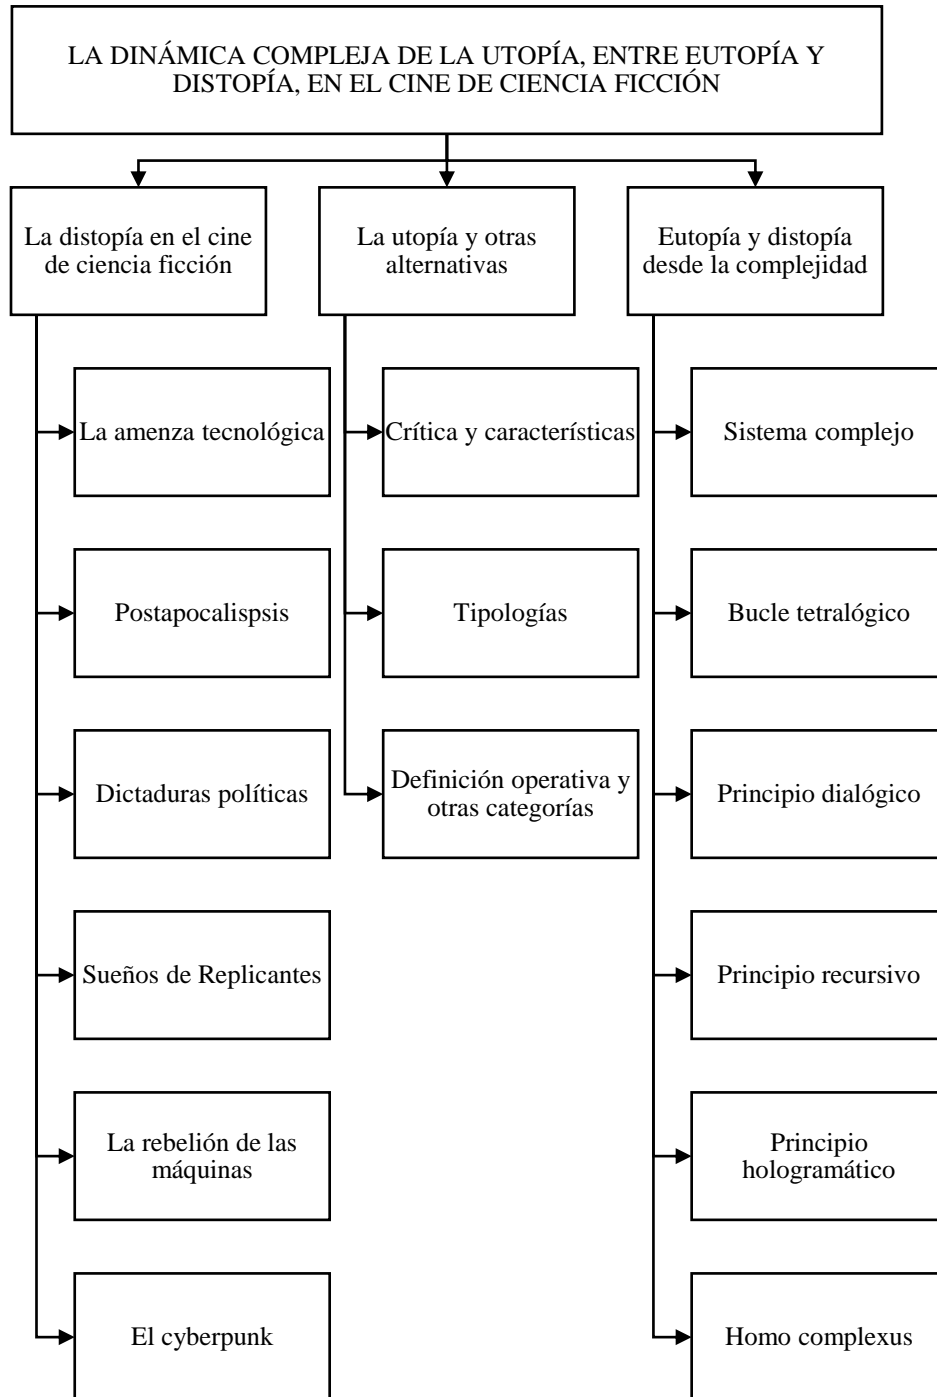 LA DINÁMICA COMPLEJA DE LA UTOPÍA, ENTRE EUTOPÍA Y
DISTOPÍA, EN EL CINE DE CIENCIA FICCIÓN
La distopía en el cine
de ciencia ficción
La amenza tecnológica
Postapocalispsis
Dictaduras políticas
Sueños de Replicantes
La rebelión de las
máquinas
El cyberpunk
La utopía y otras
alternativas
Crítica y características
Tipologías
Definición operativa y
otras categorías
Eutopía y distopía
desde la complejidad
Sistema complejo
Bucle tetralógico
Principio dialógico
Principio recursivo
Principio
hologramático
Homo complexus